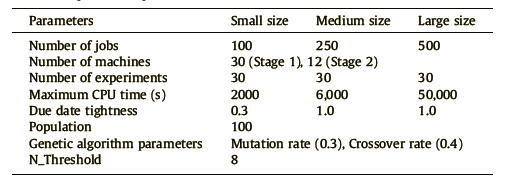 Parameters Small size Medium size Large size
Number of jobs 100 250 500
Number of machines 30 (Stage 1), 12 (Stage 2)
Number of experiments 30 30 30
Maximum CPU time (s) 2000 6,000 50,000
Due date tightness 0.3 1.0 1.0
Population 100
Genetic algorithm parameters Mutation rate (0.3), Crossover rate (0.4)
N_Threshold 8